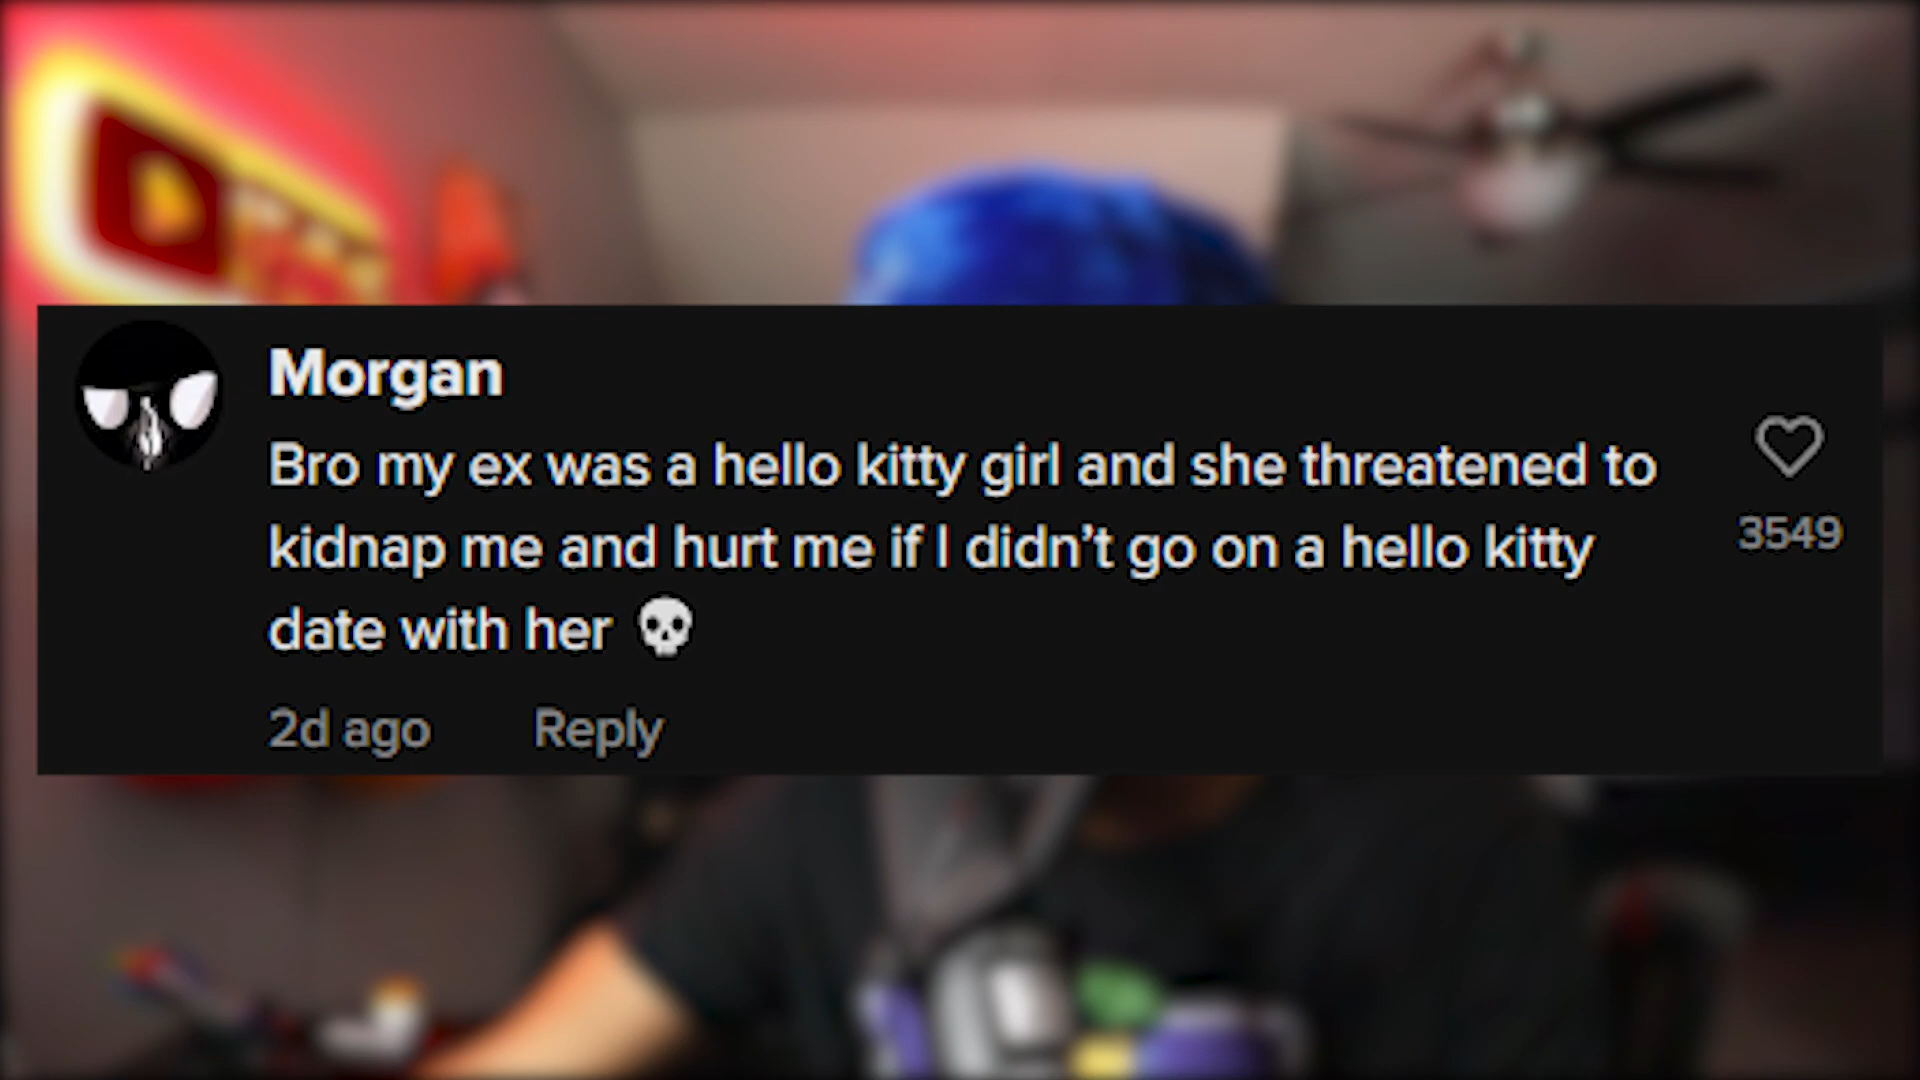 Morgan
Bro my ex was a hello kitty girl and she threatened to
kidnap me and hurt me if I didn’t go on a hello kitty
date with her 💀
3549
2d ago Reply